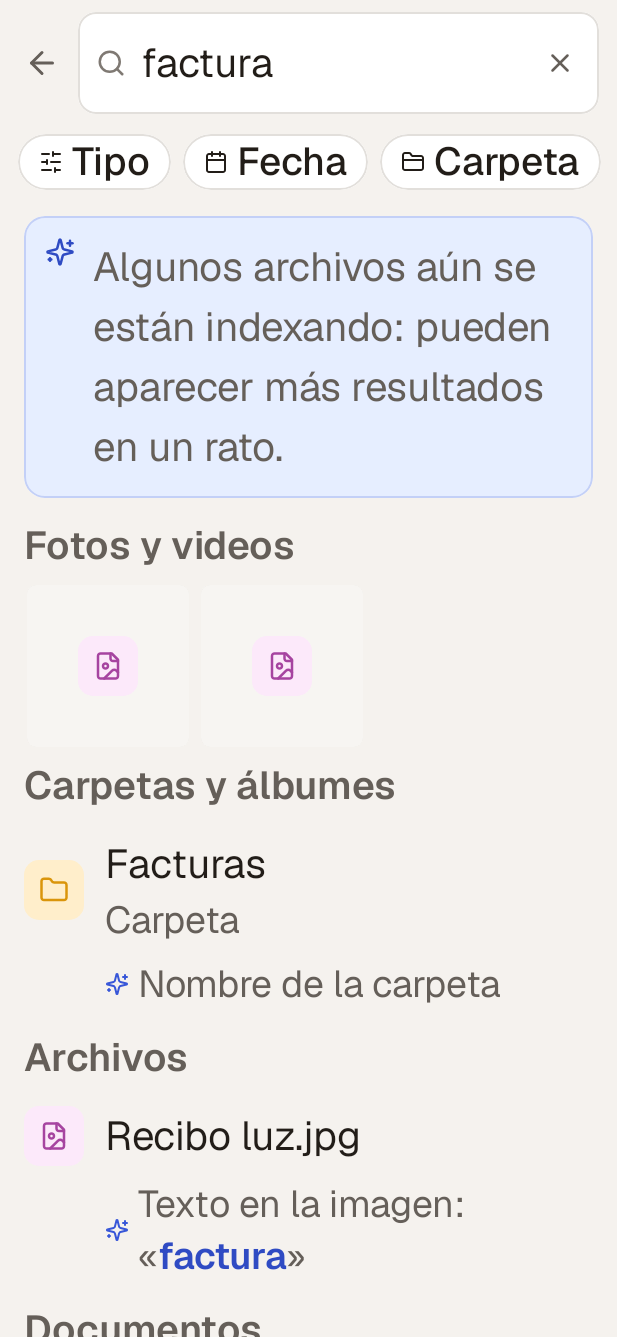 factura
Tipo
Fecha
Carpeta
Algunos archivos aún se
están indexando: pueden
aparecer más resultados
en un rato.
Fotos y videos
Carpetas y álbumes
Facturas
Carpeta
Nombre de la carpeta
Archivos
Recibo luz.jpg
Texto en la imagen:
«factura»
Documentos